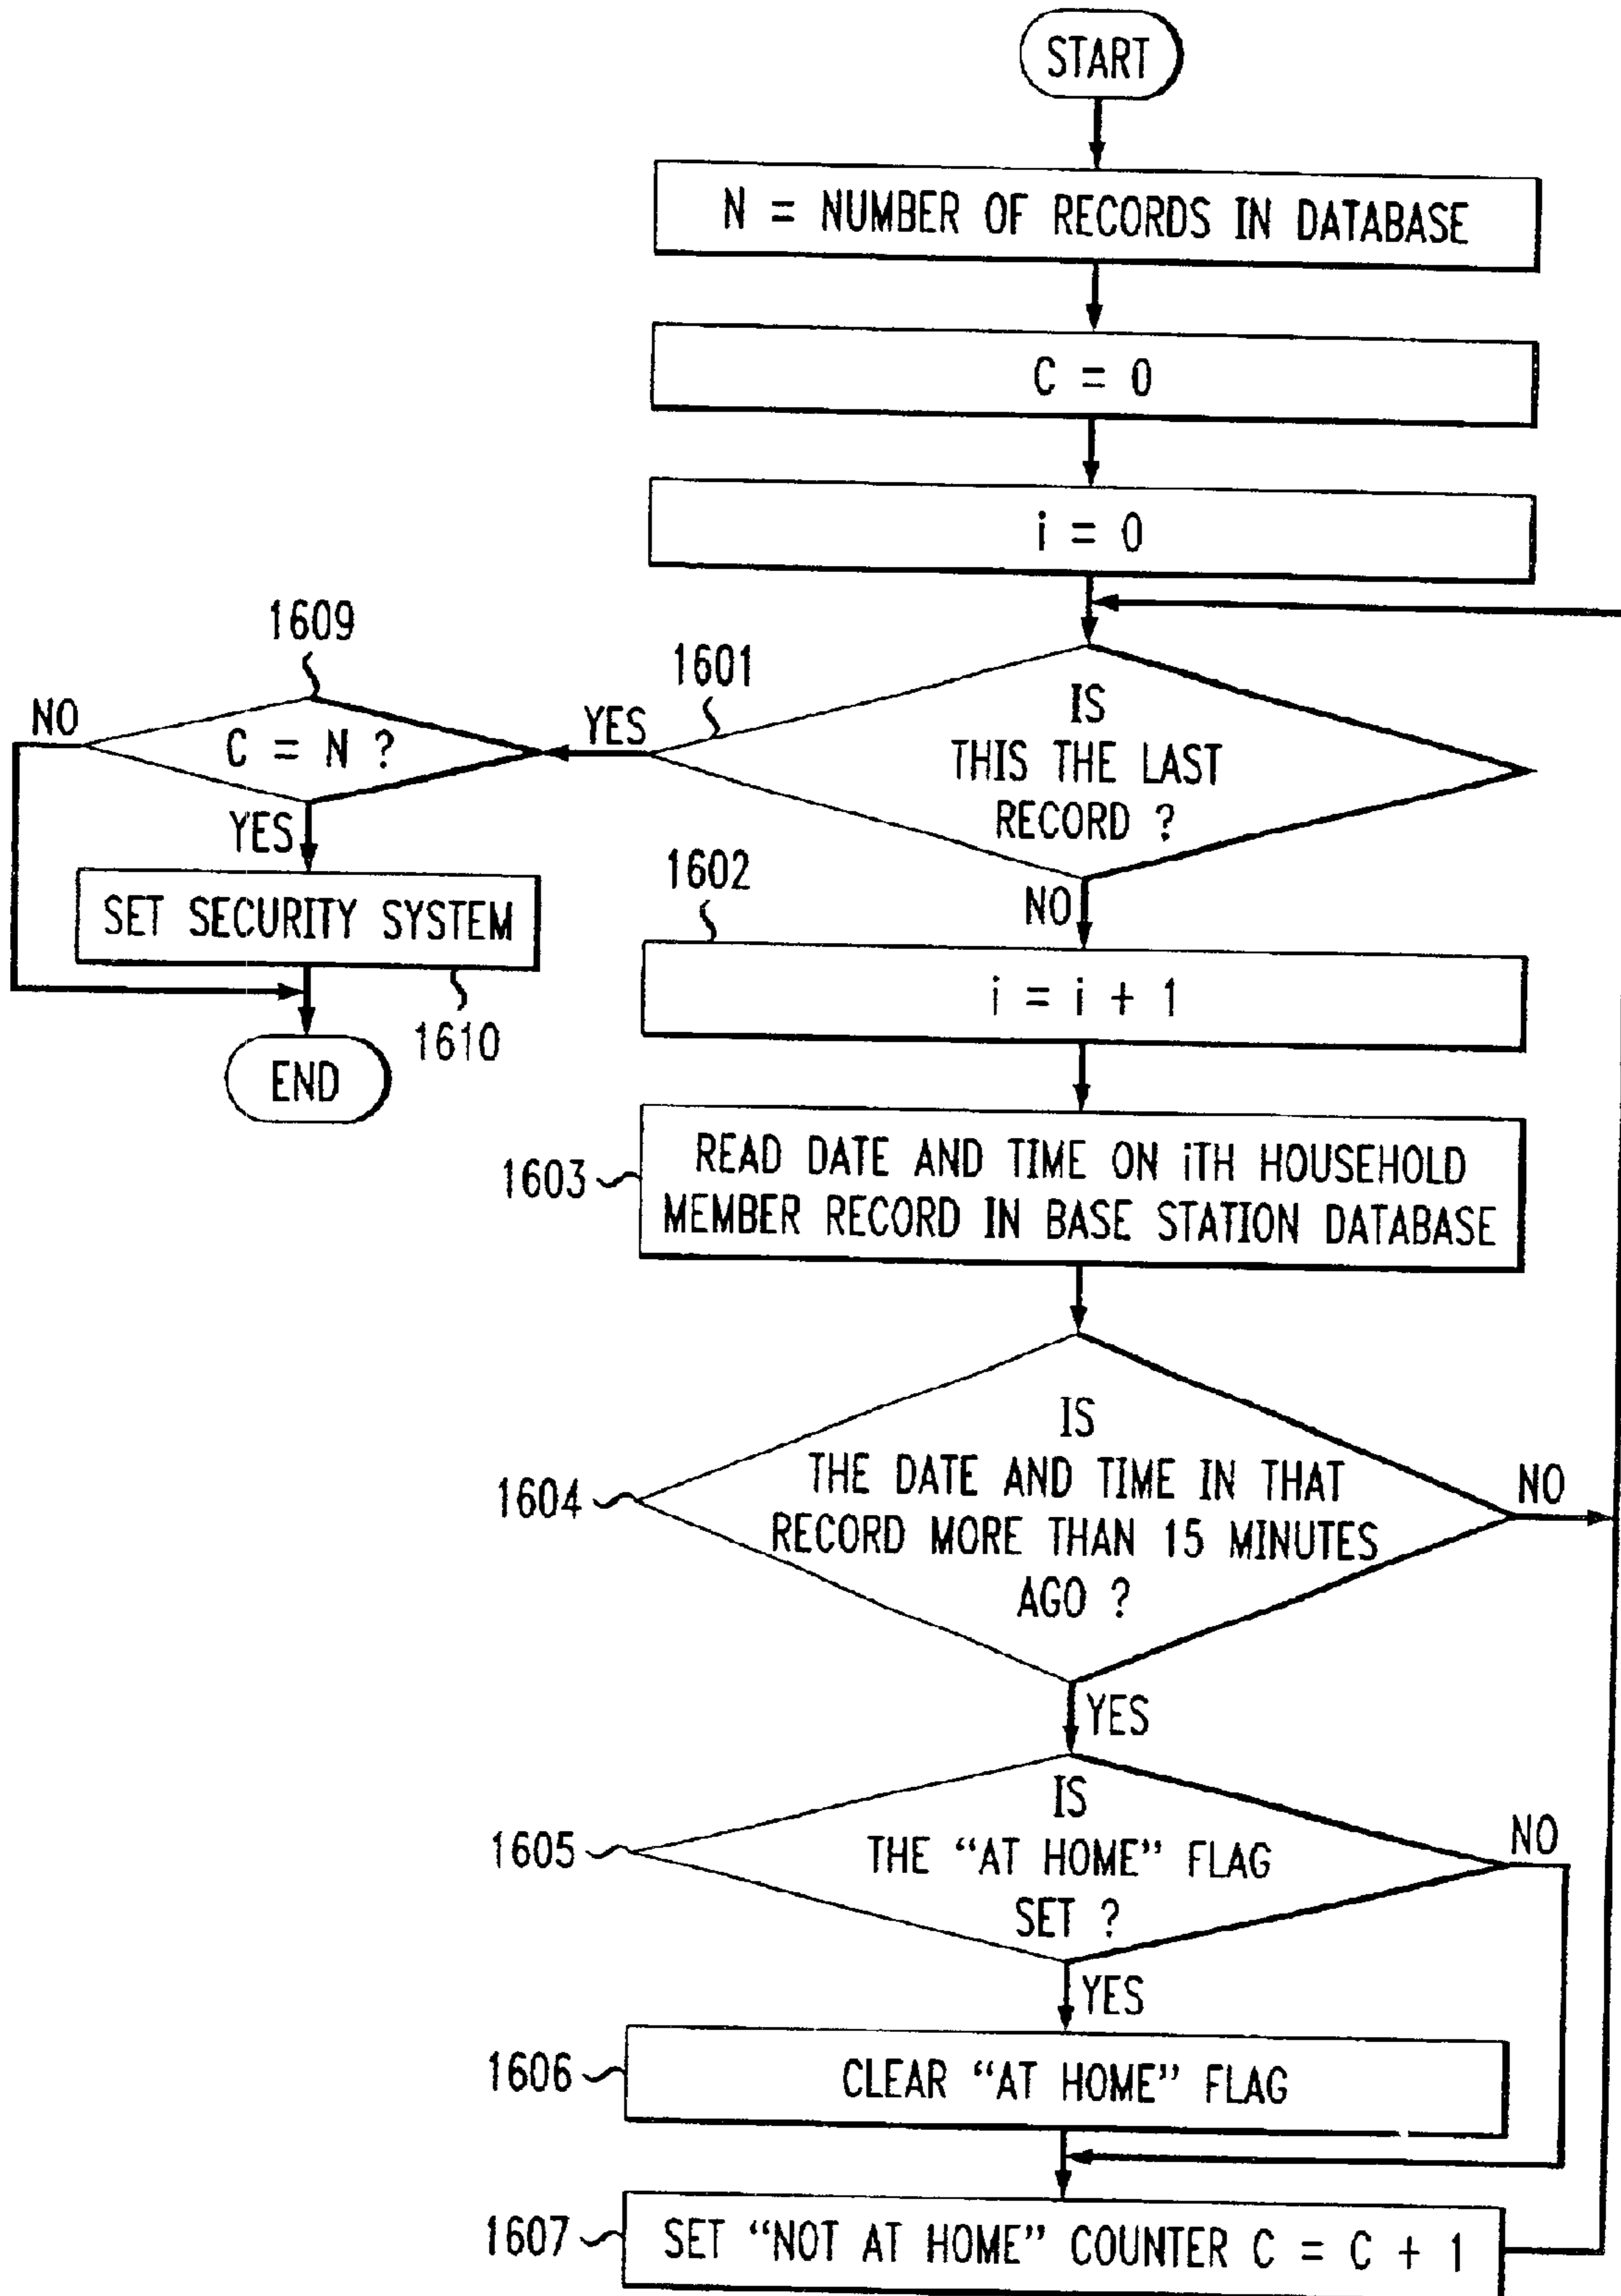 START
N = NUMBER OF RECORDS IN DATABASE
C = 0
i = 0
1609
1601
NO
C = N ?
YES
IS
THIS THE LAST
RECORD ?
YES
SET SECURITY SYSTEM
1610
END
1602
NO
i = i + 1
1603
READ DATE AND TIME ON iTH HOUSEHOLD
MEMBER RECORD IN BASE STATION DATABASE
1604
IS
THE DATE AND TIME IN THAT
RECORD MORE THAN 15 MINUTES
AGO ?
NO
YES
1605
IS
THE “AT HOME” FLAG
SET ?
NO
YES
1606
CLEAR “AT HOME” FLAG
1607
SET “NOT AT HOME” COUNTER C = C + 1